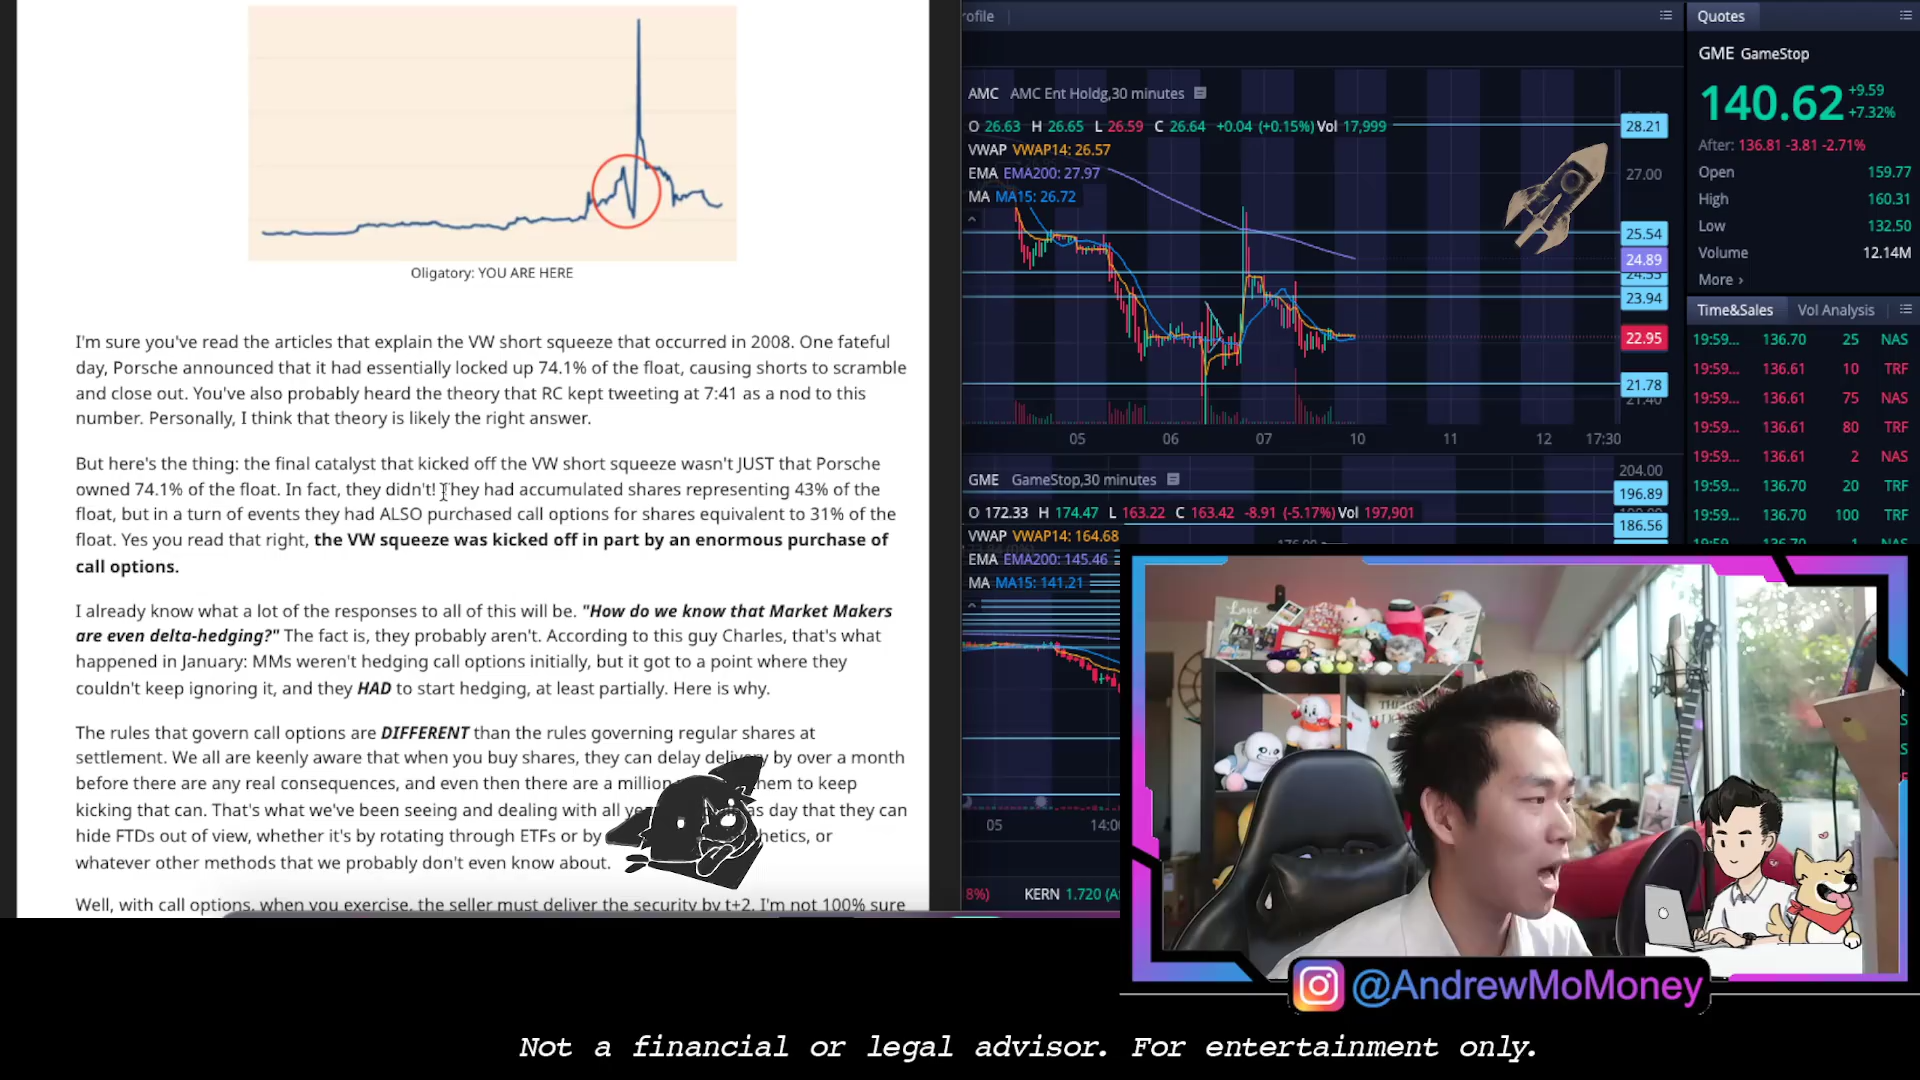 Oligatory: YOU ARE HERE
I'm sure you've read the articles that explain the VW short squeeze that occurred in 2008. One fateful
day, Porsche announced that it had essentially locked up 74.1% of the float, causing shorts to scramble
and close out. You've also probably heard the theory that RC kept tweeting at 7:41 as a nod to this
number. Personally, I think that theory is likely the right answer.
But here's the thing: the final catalyst that kicked off the VW short squeeze wasn't JUST that Porsche
owned 74.1% of the float. In fact, they didn't! They had accumulated shares representing 43% of the
float, but in a turn of events they had ALSO purchased call options for shares equivalent to 31% of the
float. Yes you read that right, the VW squeeze was kicked off in part by an enormous purchase of
call options.
I already know what a lot of the responses to all of this will be. "How do we know that Market Makers
are even delta-hedging?" The fact is, they probably aren't. According to this guy Charles, that's what
happened in January: MMs weren't hedging call options initially, but it got to a point where they
couldn't keep ignoring it, and they HAD to start hedging, at least partially. Here is why.
The rules that govern call options are DIFFERENT than the rules governing regular shares at
settlement. We all are keenly aware that when you buy shares, they can delay delivery by over a month
before there are any real consequences, and even then there are a million them to keep
kicking that can. That's what we've been seeing and dealing with all as day that they can
hide FTDs out of view, whether it's by rotating through ETFs or by
whatever other methods that we probably don't even know about.
Well, with call options, when you exercise, the seller must deliver the security by t+2. I'm not 100% sure
AMC AMC Ent Holdg,30 minutes
O 26.63 H 26.65 L 26.59 C 26.64 +0.04 (+0.15%) Vol 17,999
VWAP VWAP14: 26.57
EMA EMA200: 27.97
MA MA15: 26.72
28.21
27.00
25.54
24.89
23.94
22.95
21.78
05 06 07 10 11 12 17:30
GME GameStop,30 minutes
O 172.33 H 174.47 L 163.22 C 163.42 -8.91 (-5.17%) Vol 197,901
VWAP VWAP14: 164.68
EMA EMA200: 145.46
MA MA15: 141.21
204.00
196.89
186.56
05
KERN 1.720
Quotes
GME GameStop
140.62 +9.59
+7.32%
After: 136.81 -3.81 -2.71%
Open 159.77
High 160.31
Low 132.50
Volume 12.14M
More ›
Time&Sales Vol Analysis
19:59... 136.70 25 NAS
19:59... 136.61 10 TRF
19:59... 136.61 75 NAS
19:59... 136.61 80 TRF
19:59... 136.61 2 NAS
19:59... 136.70 20 TRF
19:59... 136.70 100 TRF
@AndrewMoMoney
Not a financial or legal advisor. For entertainment only.